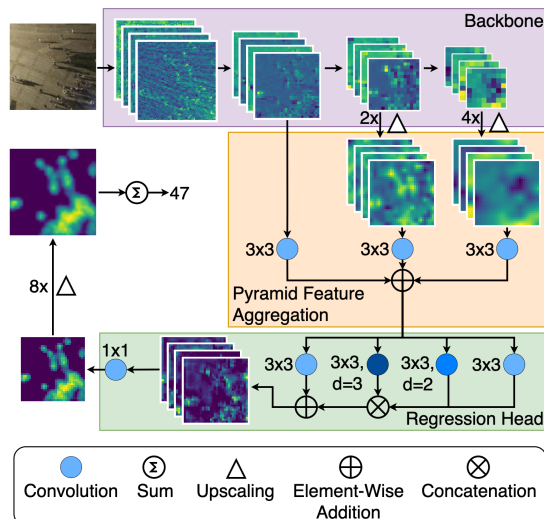 Backbone
2x
4x
47
3x3
3x3
3x3
8x
Pyramid Feature
Aggregation
1x1
3x3
3x3,
d=3
3x3,
d=2
3x3
Regression Head
Σ
Convolution
Sum
Upscaling
Element-Wise
Addition
Concatenation